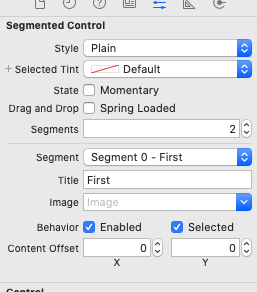 Segmented Control
Style Plain
+ Selected Tint Default
State Momentary
Drag and Drop Spring Loaded
Segments 2
Segment Segment 0 - First
Title First
Image Image
Behavior Enabled Selected
Content Offset 0 0
X Y
Control